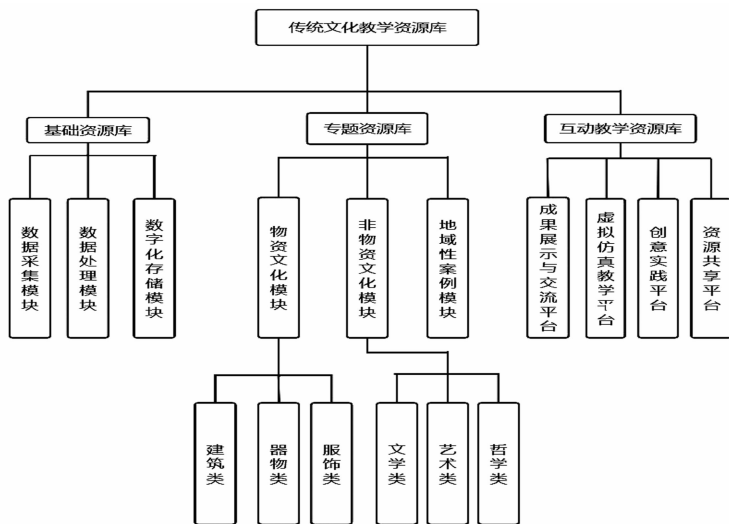 传统文化教学资源库
基础资源库
专题资源库
互动教学资源库
数据采集模块
数据处理模块
数字化存储模块
物资文化模块
非物资文化模块
地域性案例模块
成果展示与交流平台
虚拟仿真教学平台
创意实践平台
资源共享平台
建筑类
器物类
服饰类
文学类
艺术类
哲学类